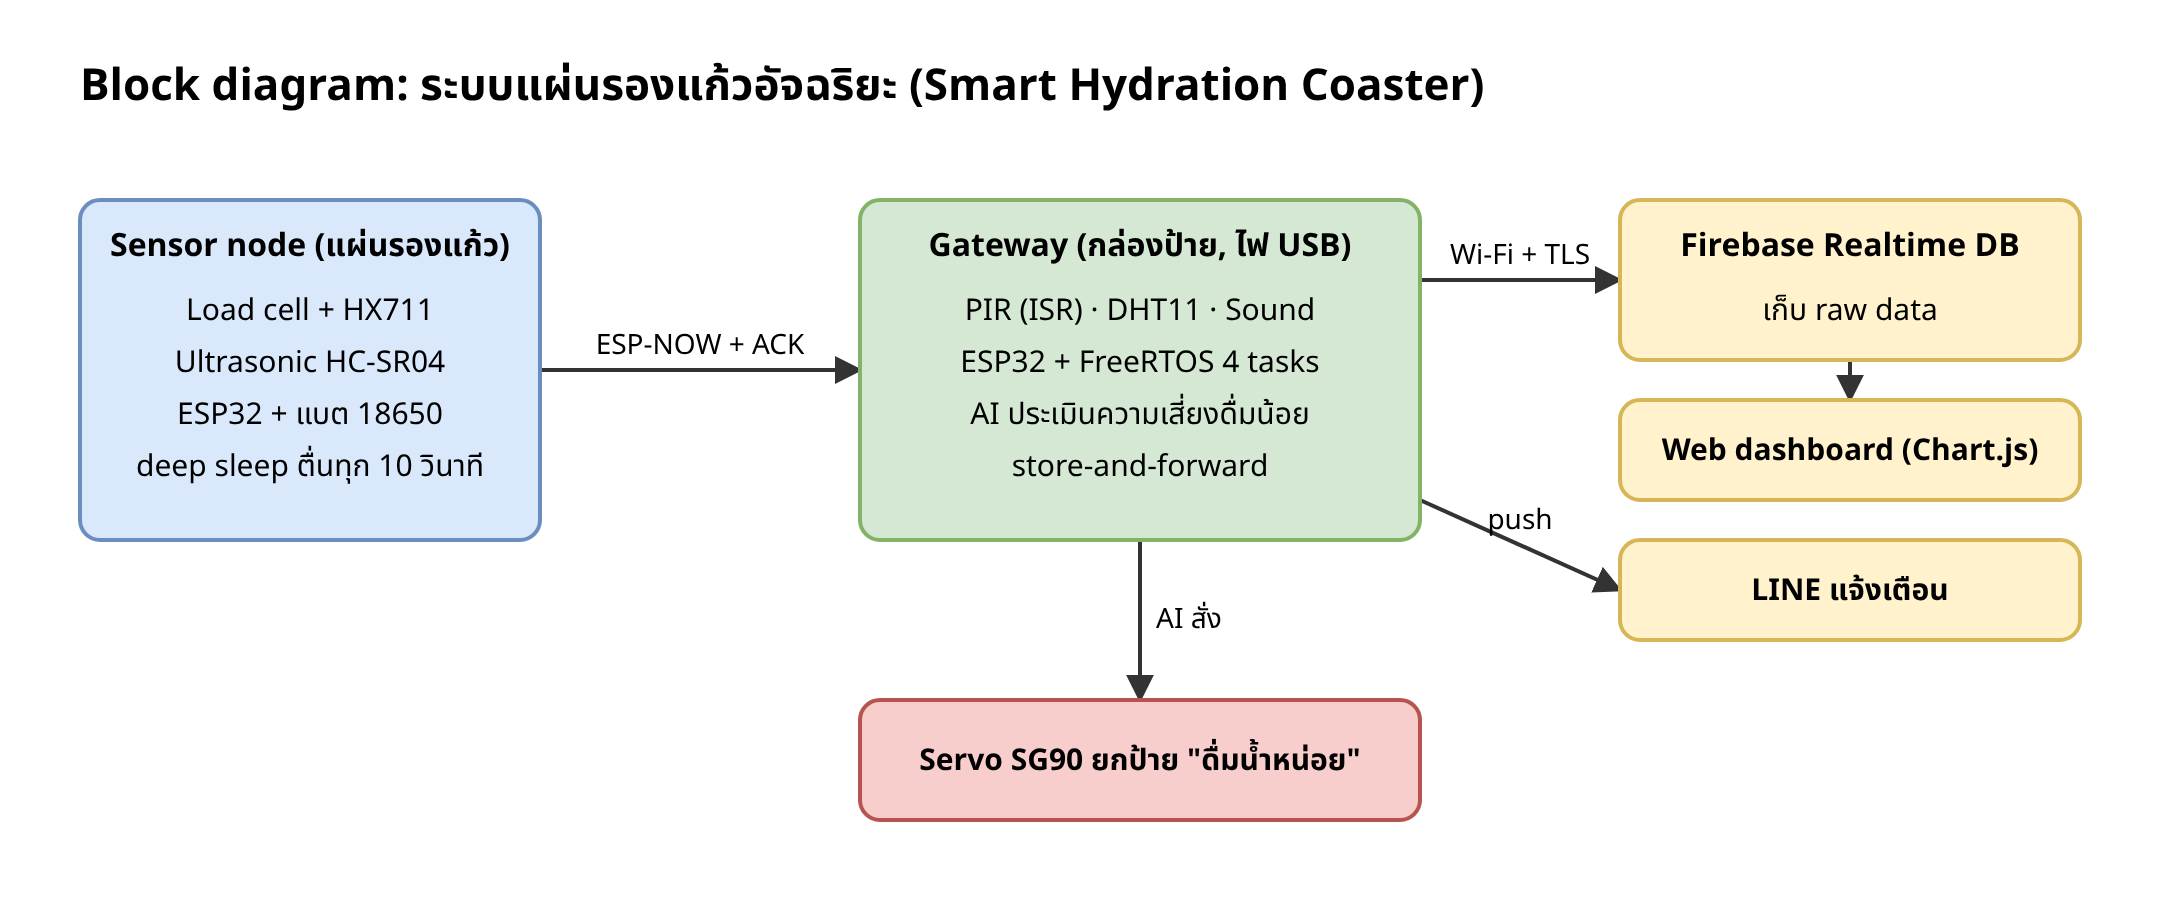 Block diagram: ระบบแผ่นรองแก้วอัจฉริยะ (Smart Hydration Coaster)
Sensor node (แผ่นรองแก้ว)
Load cell + HX711
Ultrasonic HC-SR04
ESP32 + แบต 18650
deep sleep ตื่นทุก 10 วินาที
ESP-NOW + ACK
Gateway (กล่องป้าย, ไฟ USB)
PIR (ISR) · DHT11 · Sound
ESP32 + FreeRTOS 4 tasks
AI ประเมินความเสี่ยงดื่มน้อย
store-and-forward
Wi-Fi + TLS
Firebase Realtime DB
เก็บ raw data
Web dashboard (Chart.js)
push
LINE แจ้งเตือน
AI สั่ง
Servo SG90 ยกป้าย "ดื่มน้ำหน่อย"